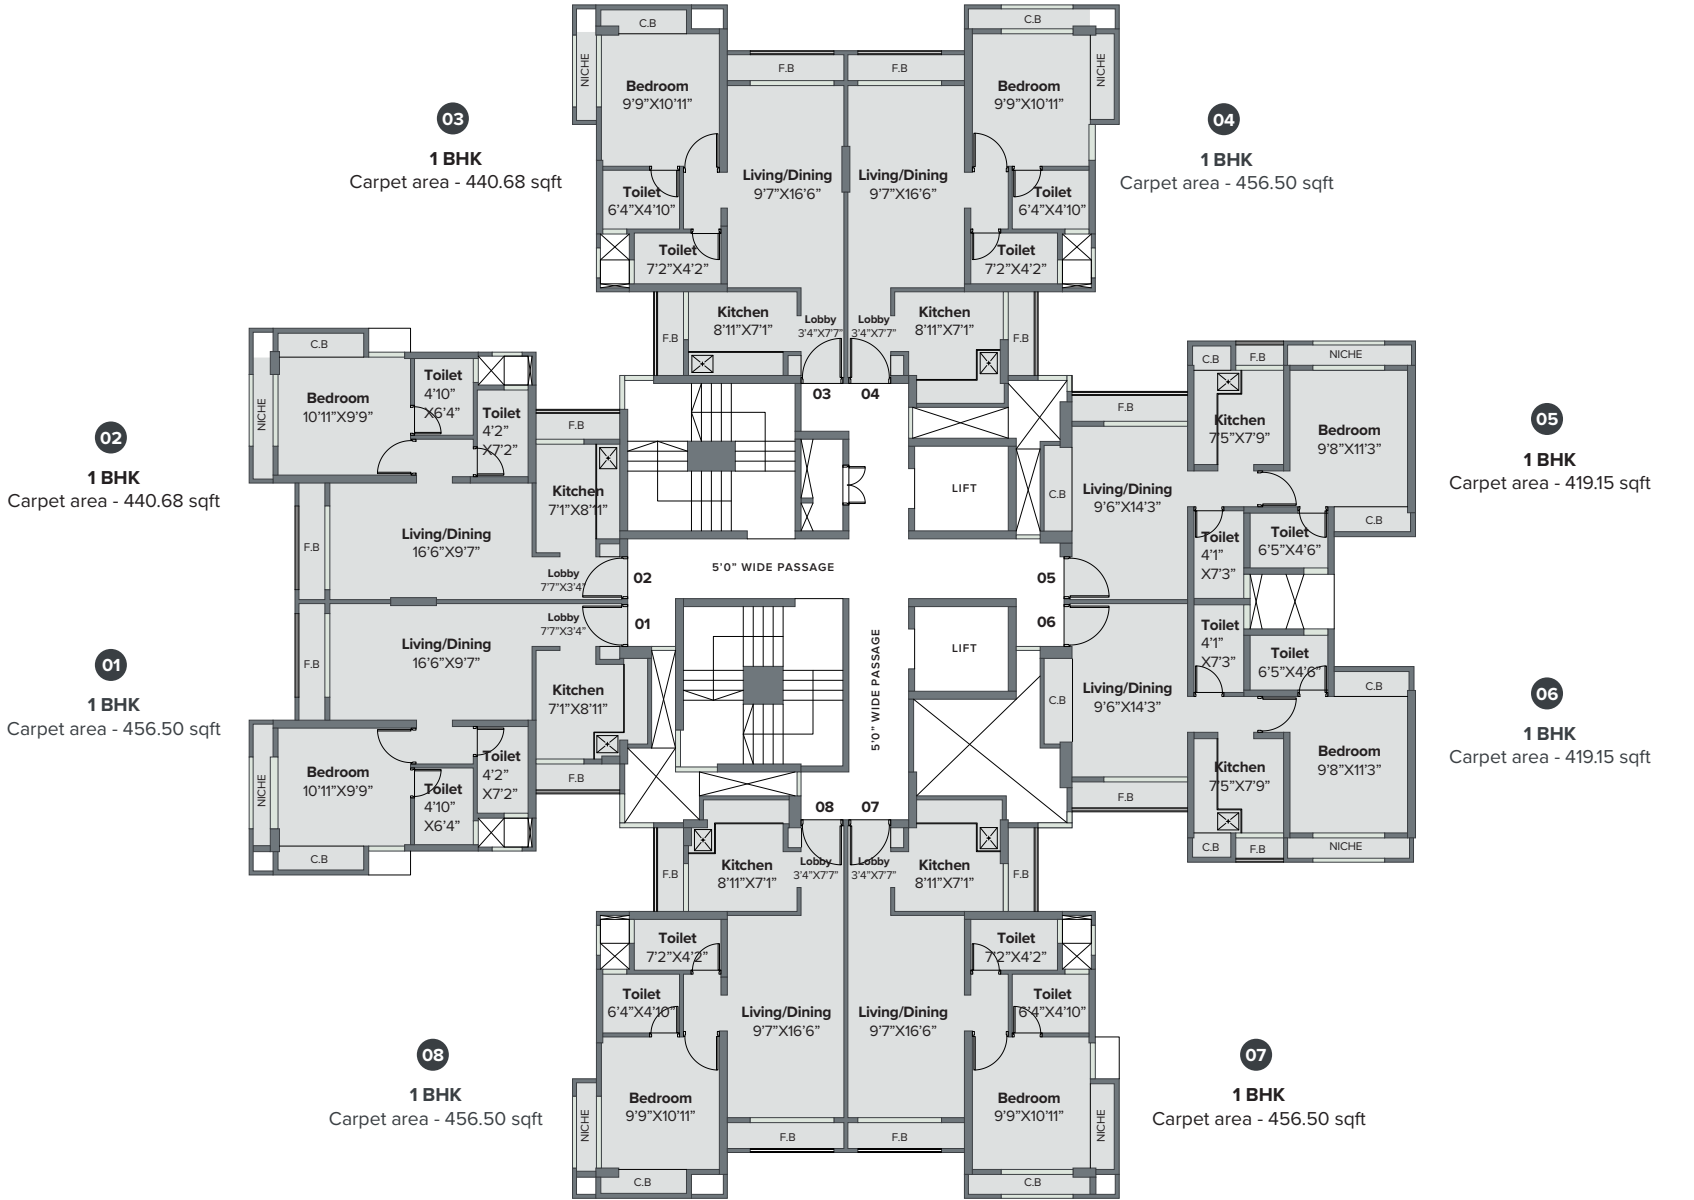 C.B
NICHE
Bedroom
9'9"X10'11"
F.B
F.B
C.B
NICHE
Bedroom
9'9"X10'11"
03
1 BHK
Carpet area - 440.68 sqft
04
1 BHK
Carpet area - 456.50 sqft
Living/Dining
9'7"X16'6"
Living/Dining
9'7"X16'6"
Toilet
6'4"X4'10"
Toilet
6'4"X4'10"
Toilet
7'2"X4'2"
Toilet
7'2"X4'2"
Kitchen
8'11"X7'1"
Lobby
3'4"X7'7"
Lobby
3'4"X7'7"
Kitchen
8'11"X7'1"
F.B
F.B
03
04
C.B
NICHE
Bedroom
10'11"X9'9"
Toilet
4'10"
X6'4"
Toilet
4'2"
X7'2"
F.B
Kitchen
7'1"X8'11"
02
1 BHK
Carpet area - 440.68 sqft
F.B
Living/Dining
16'6"X9'7"
Lobby
7'7"X3'4"
02
5'0" WIDE PASSAGE
LIFT
C.B
F.B
C.B
F.B
NICHE
Kitchen
7'5"X7'9"
Bedroom
9'8"X11'3"
Living/Dining
9'6"X14'3"
C.B
Toilet
4'1"
X7'3"
Toilet
6'5"X4'6"
05
05
1 BHK
Carpet area - 419.15 sqft
01
1 BHK
Carpet area - 456.50 sqft
F.B
Living/Dining
16'6"X9'7"
Lobby
7'7"X3'4"
01
Kitchen
7'1"X8'11"
NICHE
Bedroom
10'11"X9'9"
Toilet
4'2"
X7'2"
Toilet
4'10"
X6'4"
F.B
C.B
5'0" WIDE PASSAGE
LIFT
06
Toilet
4'1"
X7'3"
Toilet
6'5"X4'6"
C.B
Living/Dining
9'6"X14'3"
C.B
Bedroom
9'8"X11'3"
Kitchen
7'5"X7'9"
F.B
C.B
F.B
NICHE
06
1 BHK
Carpet area - 419.15 sqft
08
07
F.B
Kitchen
8'11"X7'1"
Lobby
3'4"X7'7"
Lobby
3'4"X7'7"
Kitchen
8'11"X7'1"
F.B
Toilet
7'2"X4'2"
Toilet
7'2"X4'2"
Toilet
6'4"X4'10"
Toilet
6'4"X4'10"
Living/Dining
9'7"X16'6"
Living/Dining
9'7"X16'6"
08
1 BHK
Carpet area - 456.50 sqft
07
1 BHK
Carpet area - 456.50 sqft
NICHE
Bedroom
9'9"X10'11"
Bedroom
9'9"X10'11"
NICHE
F.B
F.B
C.B
C.B